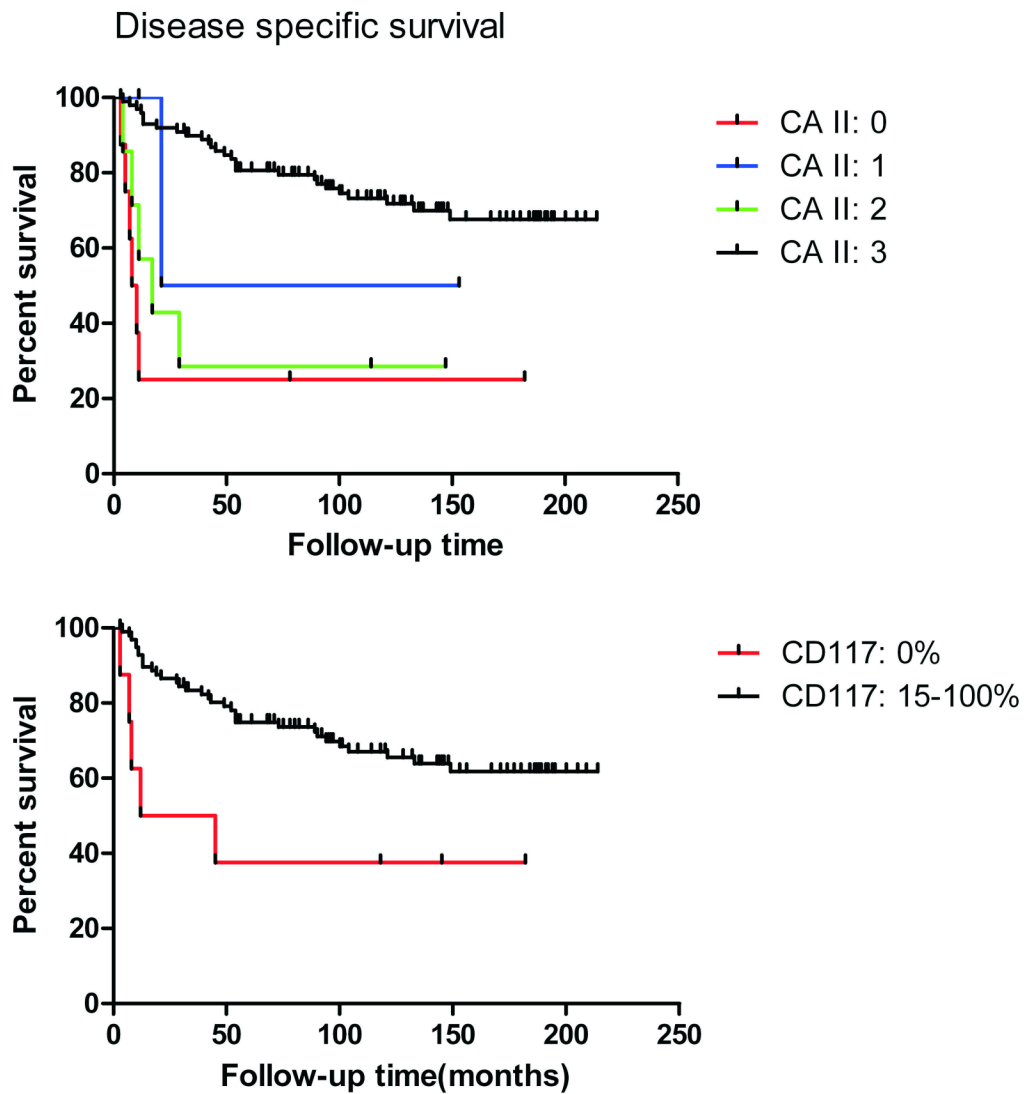 Disease specific survival
Percent survival
100
80
60
40
20
0
0 50 100 150 200 250
Follow-up time
CA II: 0
CA II: 1
CA II: 2
CA II: 3
Percent survival
100
80
60
40
20
0
0 50 100 150 200 250
Follow-up time(months)
CD117: 0%
CD117: 15-100%